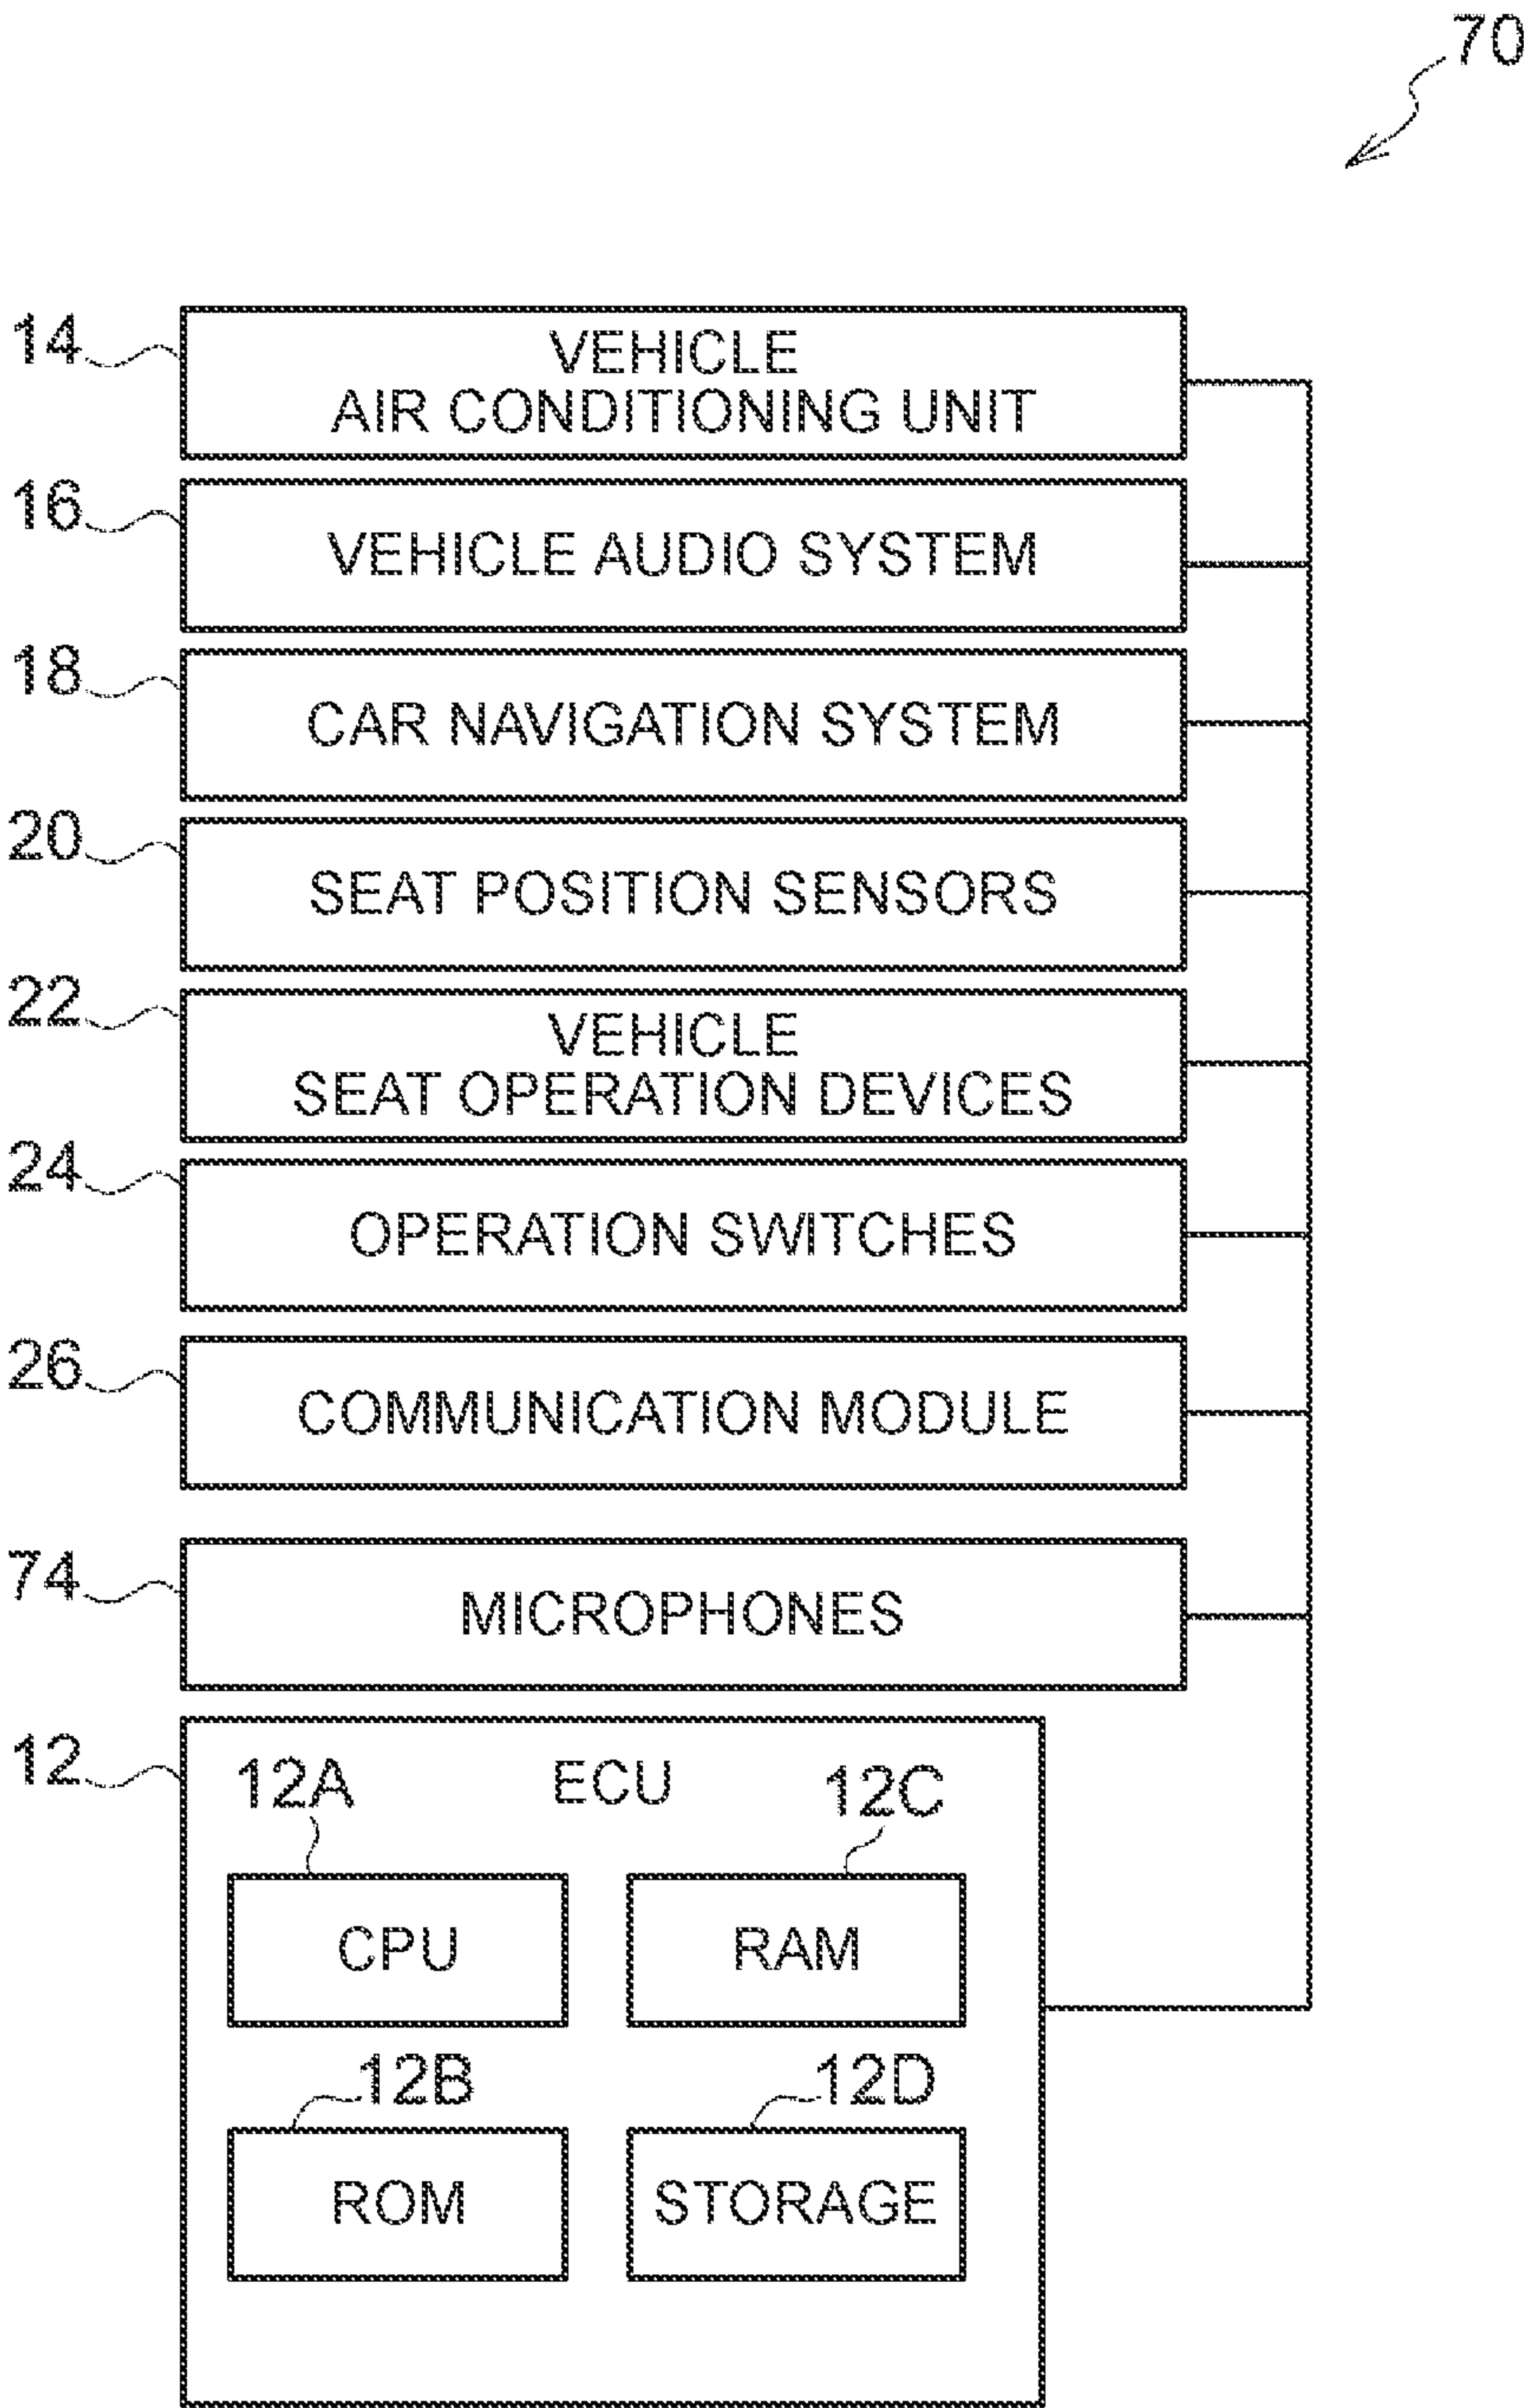 70
14
VEHICLE
AIR CONDITIONING UNIT
16
VEHICLE AUDIO SYSTEM
18
CAR NAVIGATION SYSTEM
20
SEAT POSITION SENSORS
22
VEHICLE
SEAT OPERATION DEVICES
24
OPERATION SWITCHES
26
COMMUNICATION MODULE
74
MICROPHONES
12
ECU
12A
12C
CPU
RAM
12B
12D
ROM
STORAGE